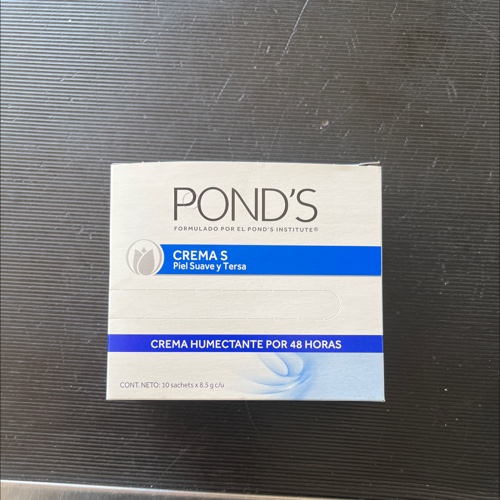 POND'S
FORMULADO POR EL POND'S INSTITUTE®
CREMA S
Piel Suave y Tersa
CREMA HUMECTANTE POR 48 HORAS
CONT. NETO: 10 sachets x 8.5 g c/u